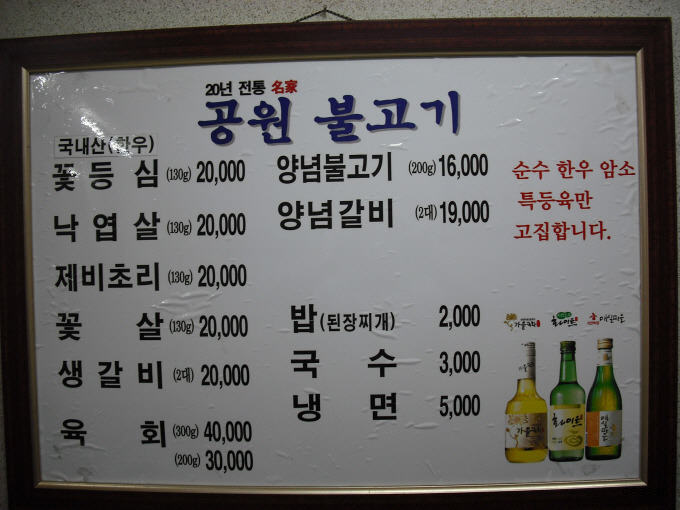 20년 전통 名家
공원 불고기
국내산(한우)
꽃등심 (130g) 20,000
낙엽살 (130g) 20,000
제비초리 (130g) 20,000
꽃살 (130g) 20,000
생갈비 (2대) 20,000
육회 (300g) 40,000
(200g) 30,000
양념불고기 (200g) 16,000
양념갈비 (2대) 19,000
밥(된장찌개) 2,000
국수 3,000
냉면 5,000
순수 한우 암소
특등육만
고집합니다.